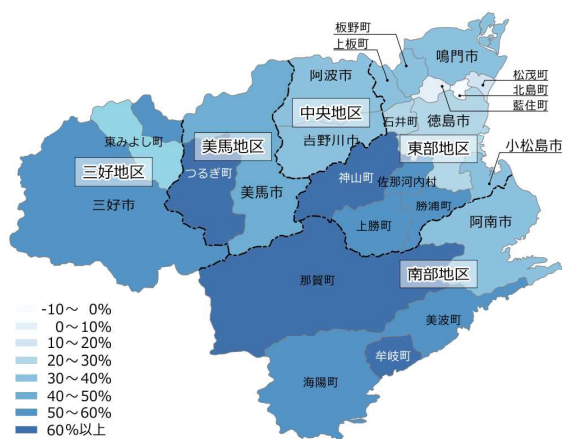 板野町
上板町
鳴門市
松茂町
北島町
藍住町
阿波市
中央地区
吉野川市
石井町
徳島市
東部地区
小松島市
東みよし町
美馬地区
つるぎ町
三好地区
三好市
美馬市
神山町
佐那河内村
勝浦町
上勝町
阿南市
南部地区
那賀町
美波町
牟岐町
海陽町
-10～ 0%
0～10%
10～20%
20～30%
30～40%
40～50%
50～60%
60%以上